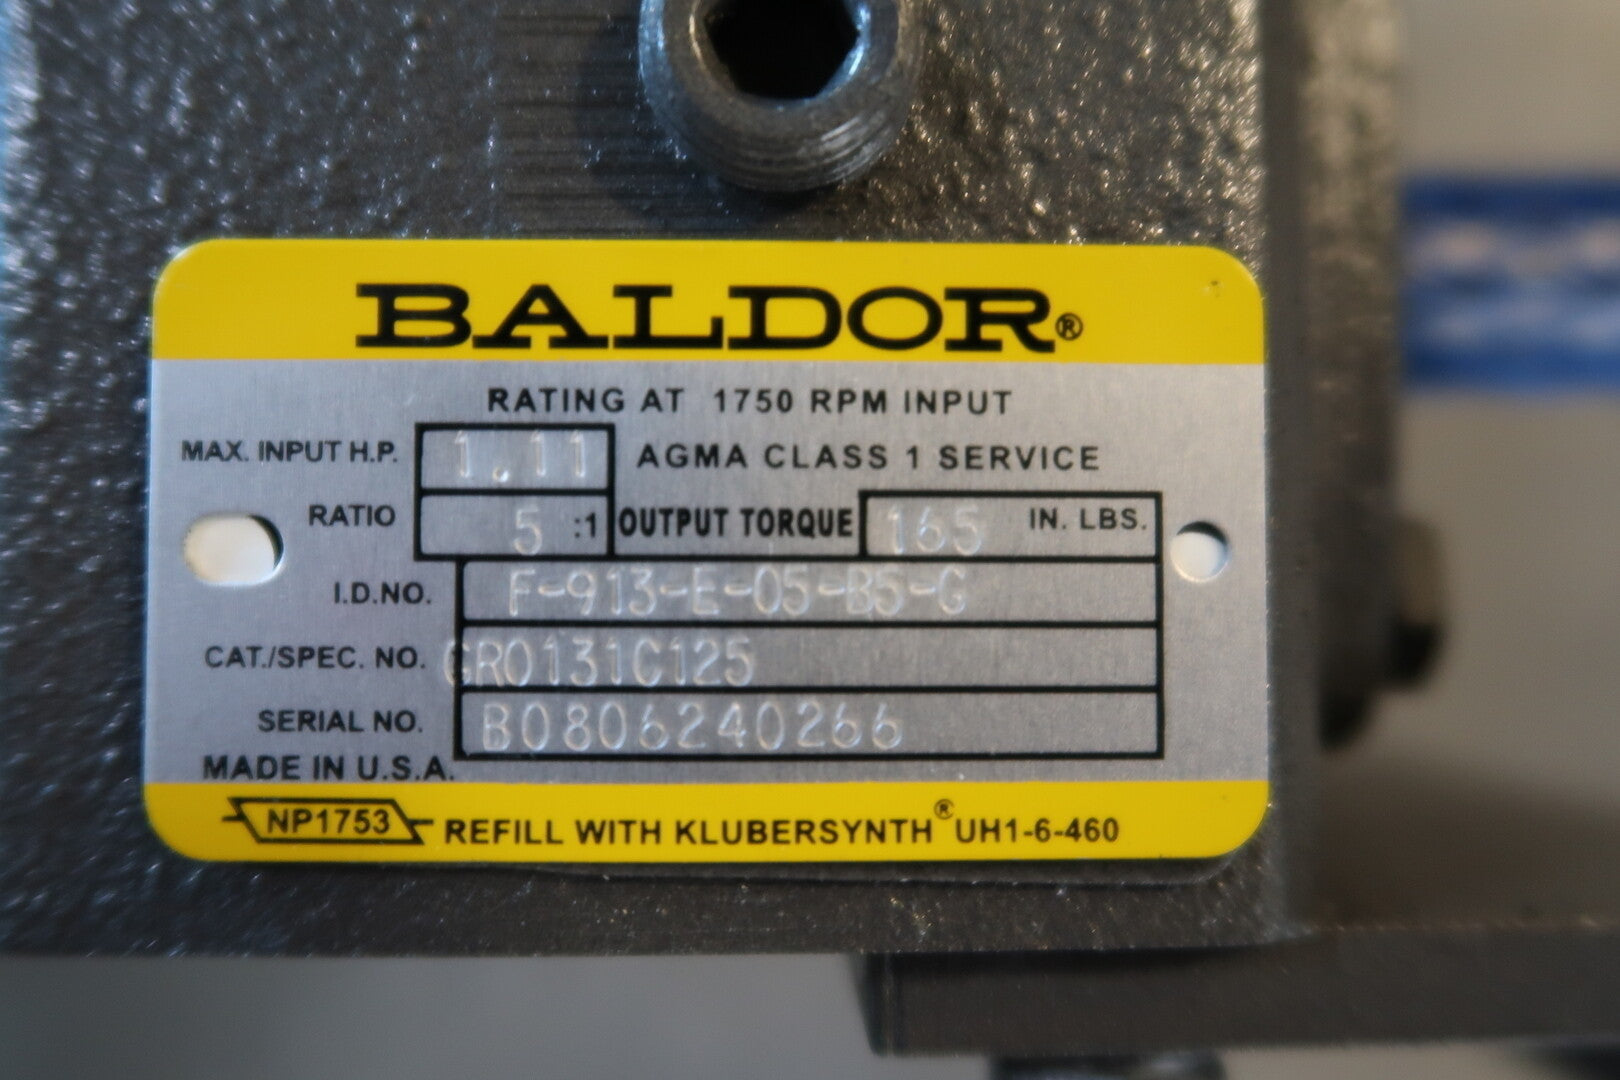 BALDOR®
RATING AT 1750 RPM INPUT
MAX. INPUT H.P. 1.11 AGMA CLASS 1 SERVICE
RATIO 5 :1 OUTPUT TORQUE 165 IN. LBS.
I.D.NO. F-913-E-05-B5-G
CAT./SPEC. NO. GR0131C125
SERIAL NO. B0806240266
MADE IN U.S.A.
NP1753 REFILL WITH KLUBERSYNTH® UH1-6-460